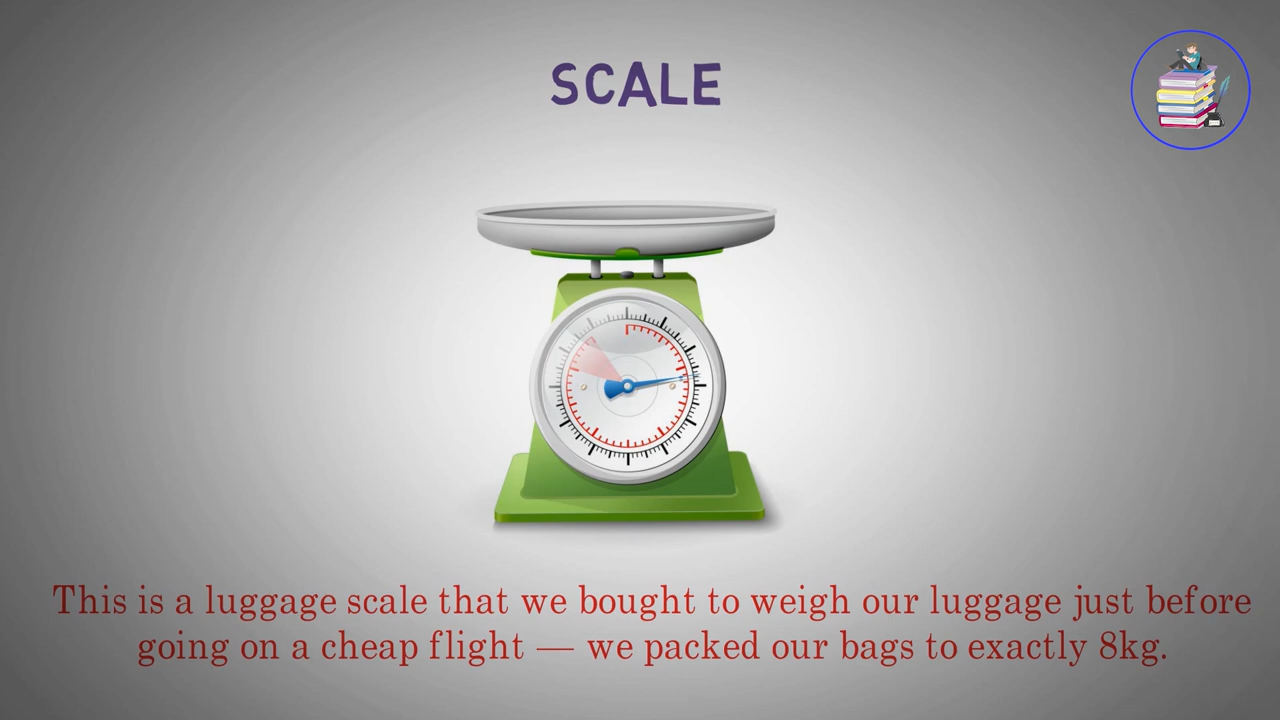 SCALE
This is a luggage scale that we bought to weigh our luggage just before
going on a cheap flight — we packed our bags to exactly 8kg.